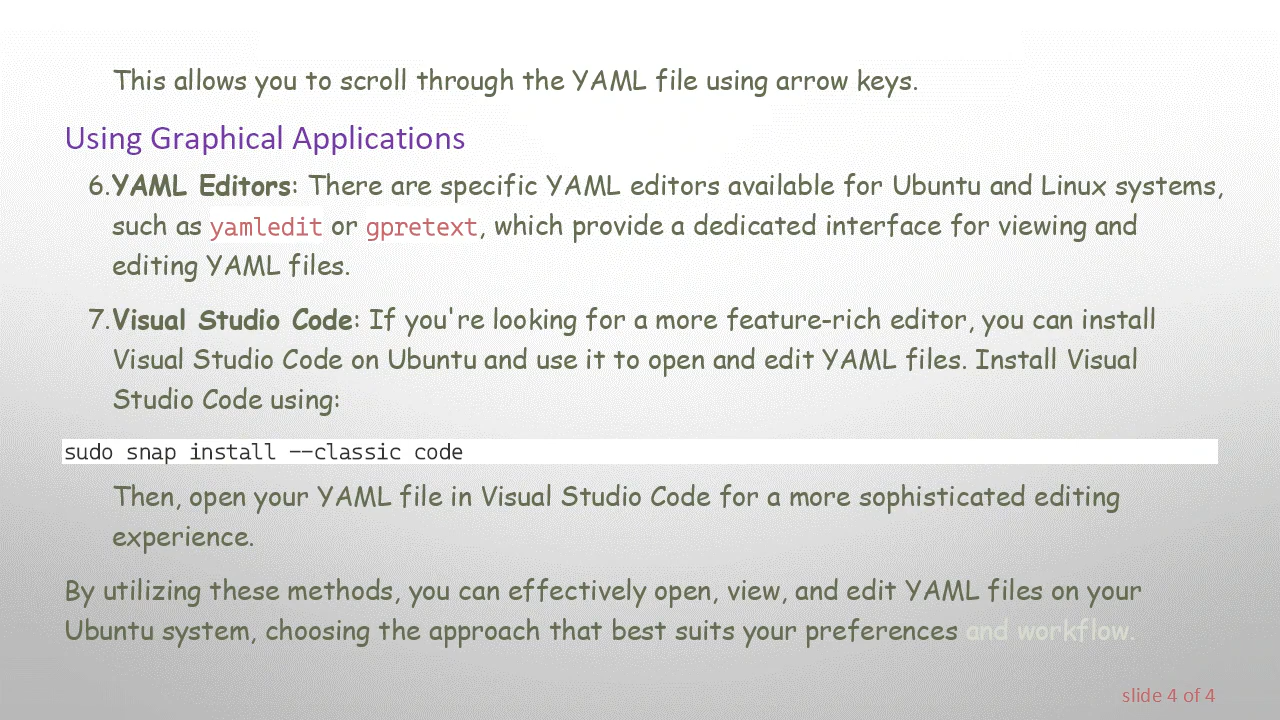 This allows you to scroll through the YAML file using arrow keys.
Using Graphical Applications
6.YAML Editors: There are specific YAML editors available for Ubuntu and Linux systems,
such as yamledit or gpretext, which provide a dedicated interface for viewing and
editing YAML files.
7.Visual Studio Code: If you're looking for a more feature-rich editor, you can install
Visual Studio Code on Ubuntu and use it to open and edit YAML files. Install Visual
Studio Code using:
sudo snap install --classic code
Then, open your YAML file in Visual Studio Code for a more sophisticated editing
experience.
By utilizing these methods, you can effectively open, view, and edit YAML files on your
Ubuntu system, choosing the approach that best suits your preferences and workflow.
slide 4 of 4